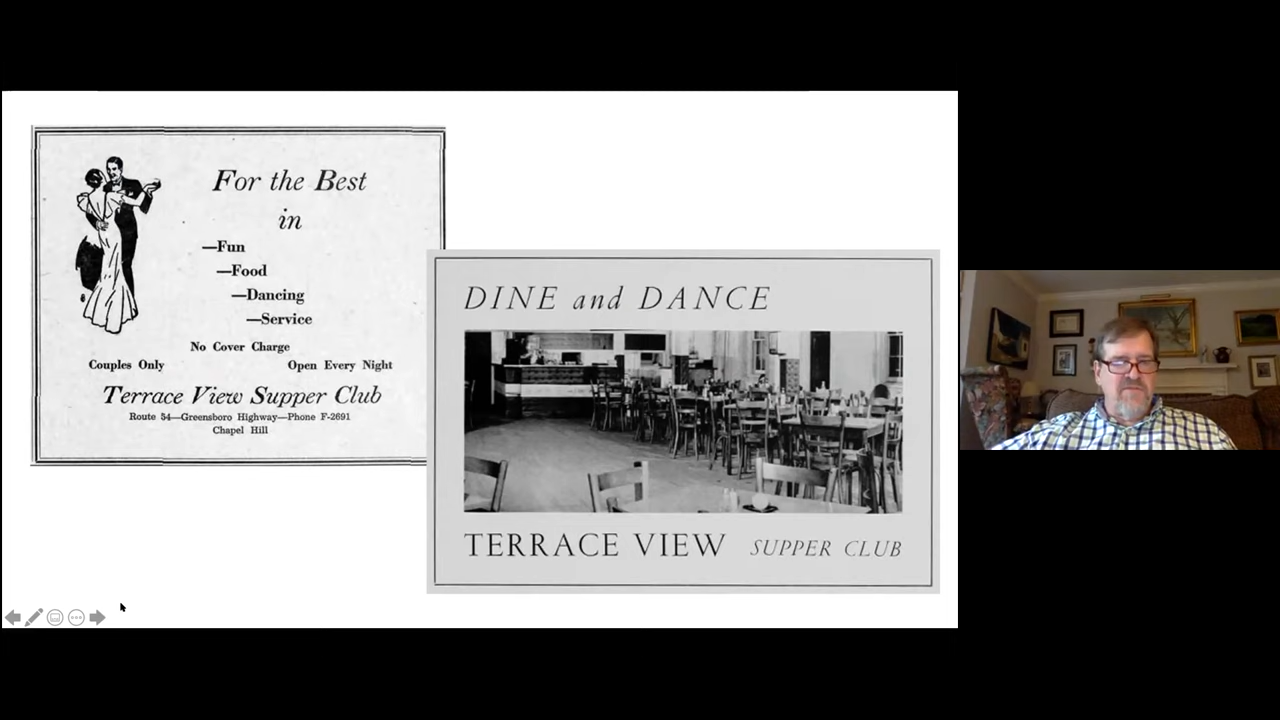 For the Best
in
—Fun
—Food
—Dancing
—Service
No Cover Charge
Couples Only Open Every Night
Terrace View Supper Club
Route 54—Greensboro Highway—Phone F-2691
Chapel Hill
DINE and DANCE
TERRACE VIEW SUPPER CLUB